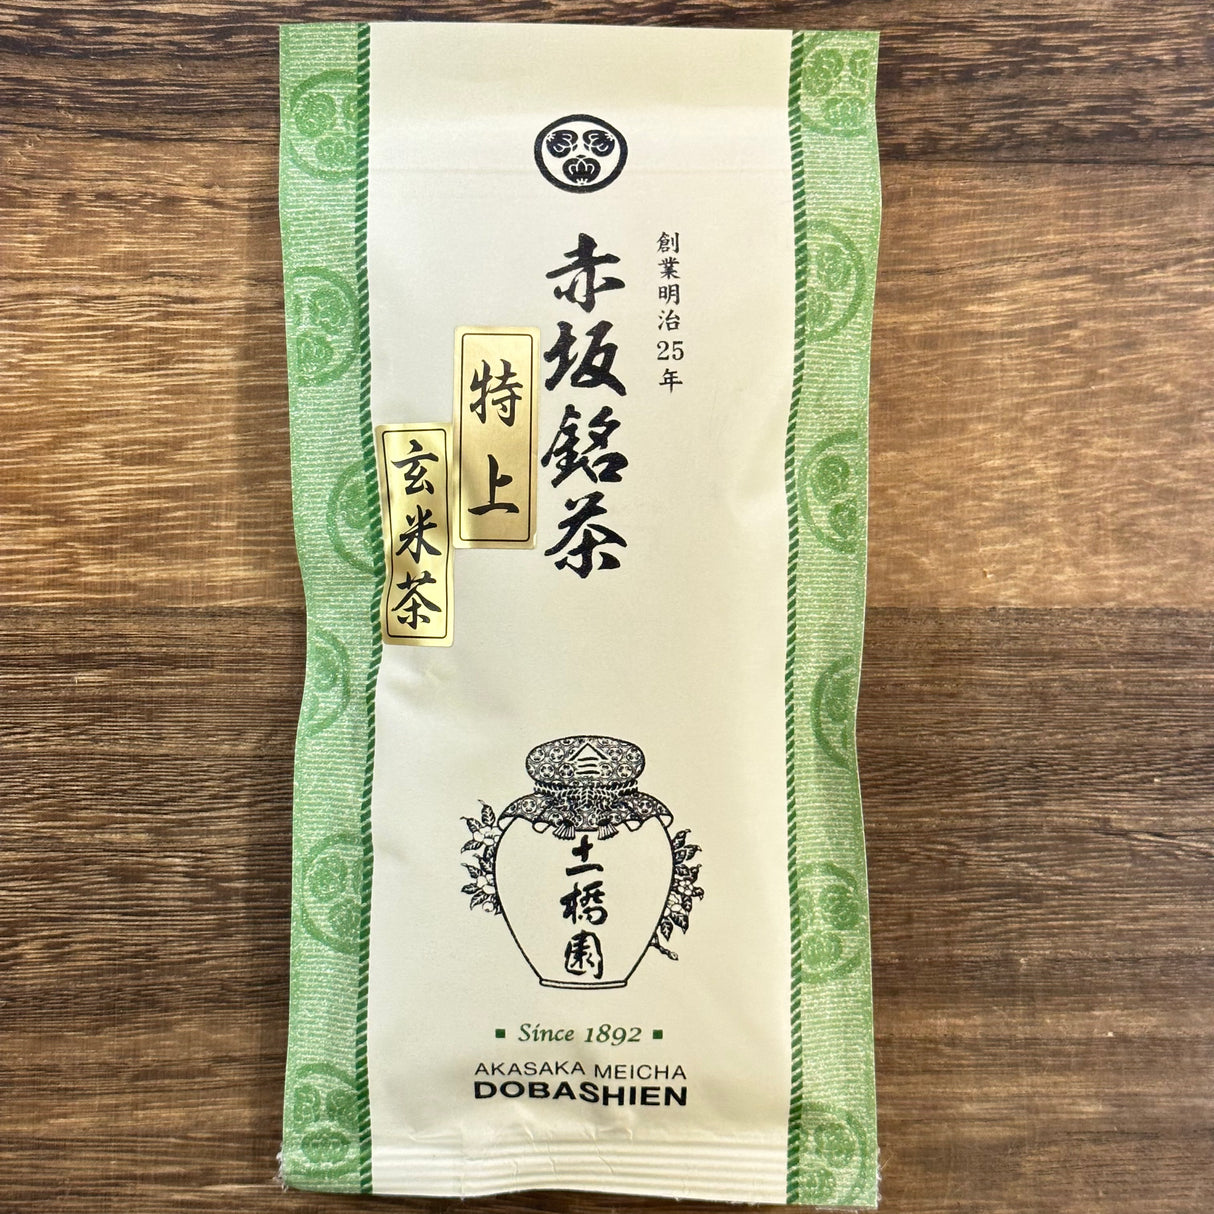 創業明治25年
赤坂銘茶
特上
玄米茶
三
土橋園
Since 1892
AKASAKA MEICHA
DOBASHIEN